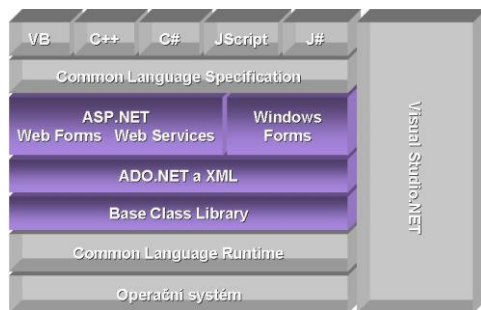 VB C++ C# JScript J#
Common Language Specification
ASP.NET
Web Forms Web Services
Windows
Forms
ADO.NET a XML
Base Class Library
Common Language Runtime
Operační systém
Visual Studio.NET